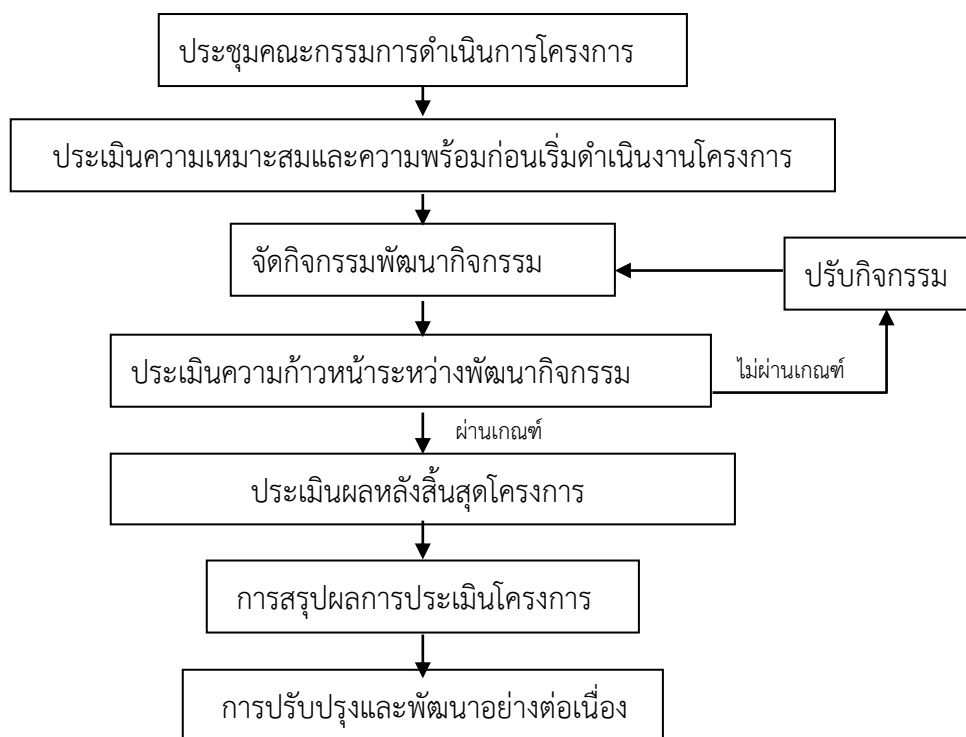 ประชุมคณะกรรมการดำเนินการโครงการ
ประเมินความเหมาะสมและความพร้อมก่อนเริ่มดำเนินงานโครงการ
จัดกิจกรรมพัฒนากิจกรรม
ปรับกิจกรรม
ประเมินความก้าวหน้าระหว่างพัฒนากิจกรรม
ไม่ผ่านเกณฑ์
ผ่านเกณฑ์
ประเมินผลหลังสิ้นสุดโครงการ
การสรุปผลการประเมินโครงการ
การปรับปรุงและพัฒนาอย่างต่อเนื่อง